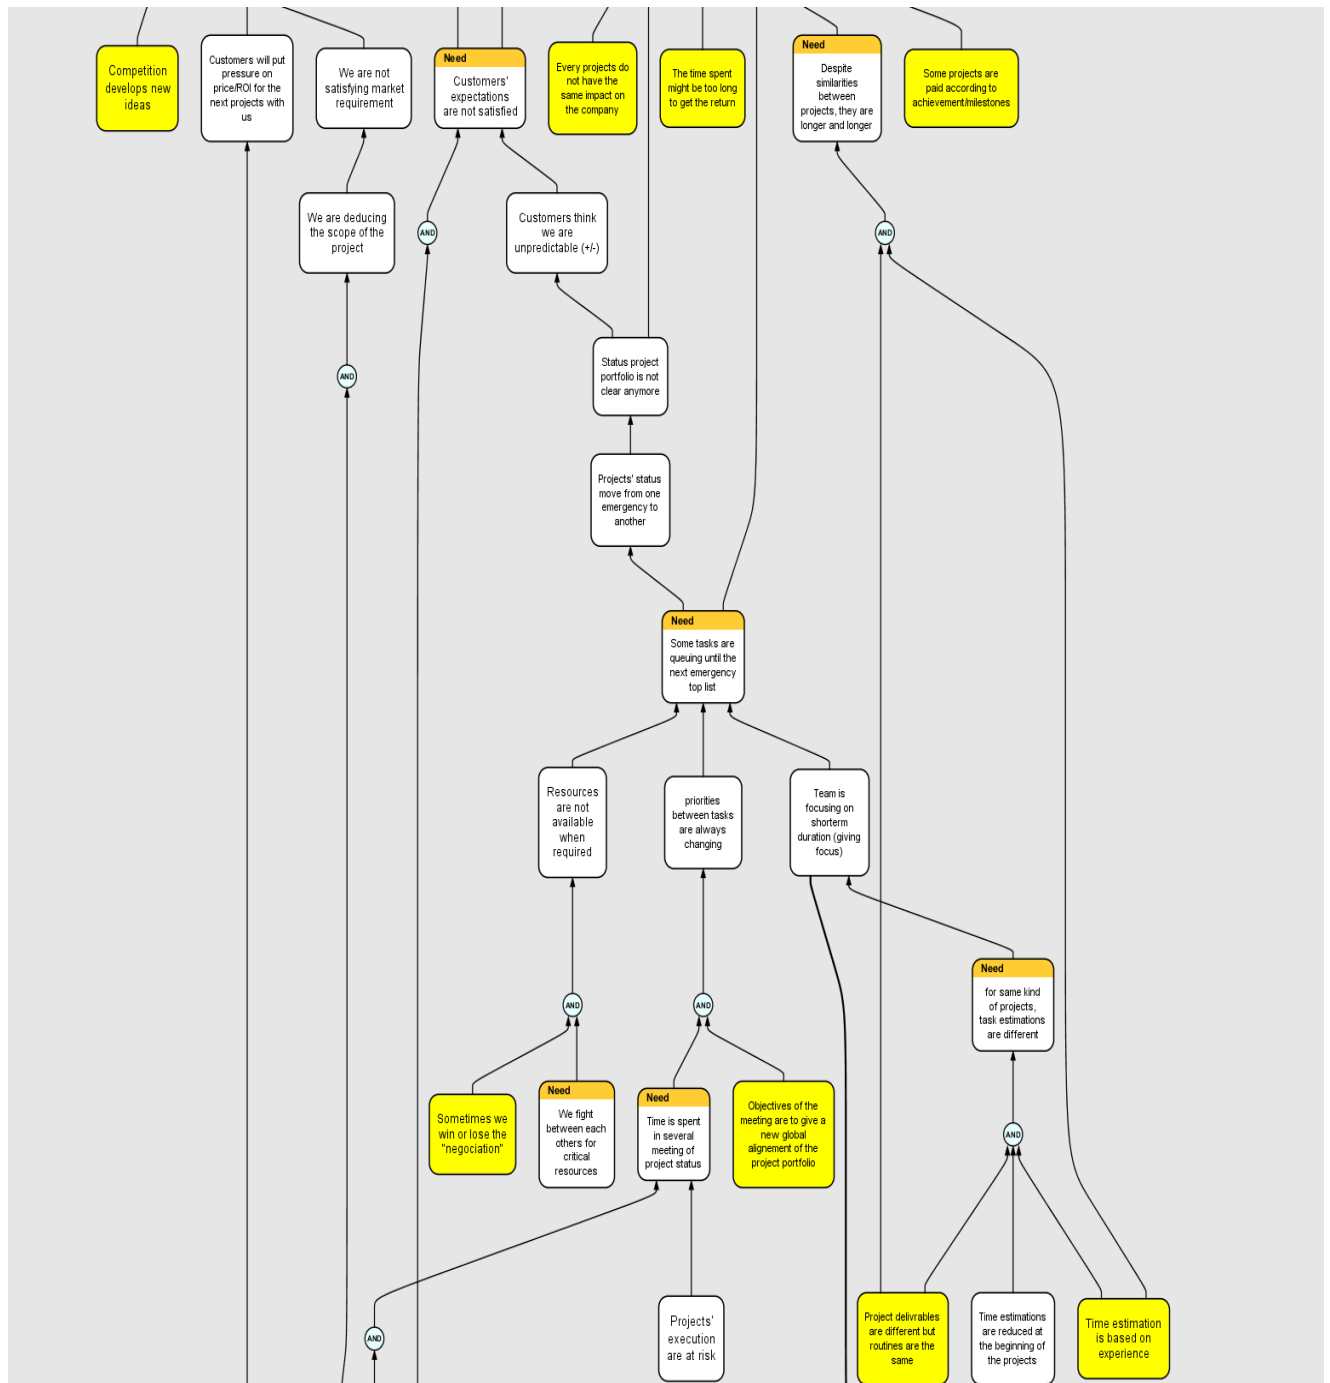 Competition
develops new
ideas
Customers will put
pressure on
price/ROI for the
next projects with
us
We are not
satisfying market
requirement
Need
Customers'
expectations
are not satisfied
Every projects do
not have the
same impact on
the company
The time spent
might be too long
to get the return
Need
Despite
similarities
between
projects, they are
longer and longer
Some projects are
paid according to
achievement/milestones
We are deducing
the scope of the
project
AND
Customers think
we are
unpredictable (+/-)
AND
AND
Status project
portfolio is not
clear anymore
Projects' status
move from one
emergency to
another
Need
Some tasks are
queuing until the
next emergency
top list
Resources
are not
available
when
required
priorities
between tasks
are always
changing
Team is
focusing on
shorterm
duration (giving
focus)
Need
for same kind
of projects,
task estimations
are different
AND
AND
Sometimes we
win or lose the
"negociation"
Need
We fight
between each
others for
critical
resources
Need
Time is spent
in several
meeting of
project status
Objectives of the
meeting are to give a
new global
alignement of the
project portfolio
AND
AND
Projects'
execution
are at risk
Project delivrables
are different but
routines are the
same
Time estimations
are reduced at
the beginning of
the projects
Time estimation
is based on
experience